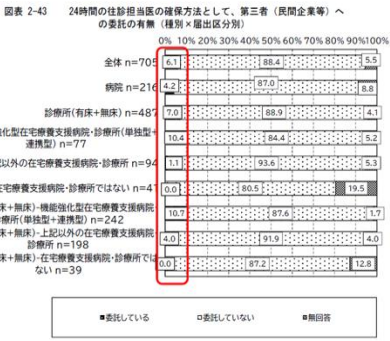 図表 2-43 24時間の往診担当医の確保方法として、第三者（民間企業等）へ
の委託の有無（種別×届出区分別）
0% 10% 20% 30% 40% 50% 60% 70% 80% 90%100%
全体 n=705 6.1 88.4 5.5
病院 n=216 4.2 87.0 8.8
診療所(有床+無床) n=487 7.0 88.9 4.1
化型在宅療養支援病院・診療所(単独型+
連携型) n=77 10.4 84.4 5.2
記以外の在宅療養支援病院・診療所 n=94 1.1 93.6 5.3
在宅療養支援病院・診療所ではない n=41 0.0 80.5 19.5
床+無床)-機能強化型在宅療養支援病院・
療所(単独型+連携型) n=242 10.7 87.6 1.7
床+無床)-上記以外の在宅療養支援病院・
診療所 n=198 4.0 91.9 4.0
床+無床)-在宅療養支援病院・診療所では
ない n=39 0.0 87.2 12.8
■委託している □委託していない ■無回答